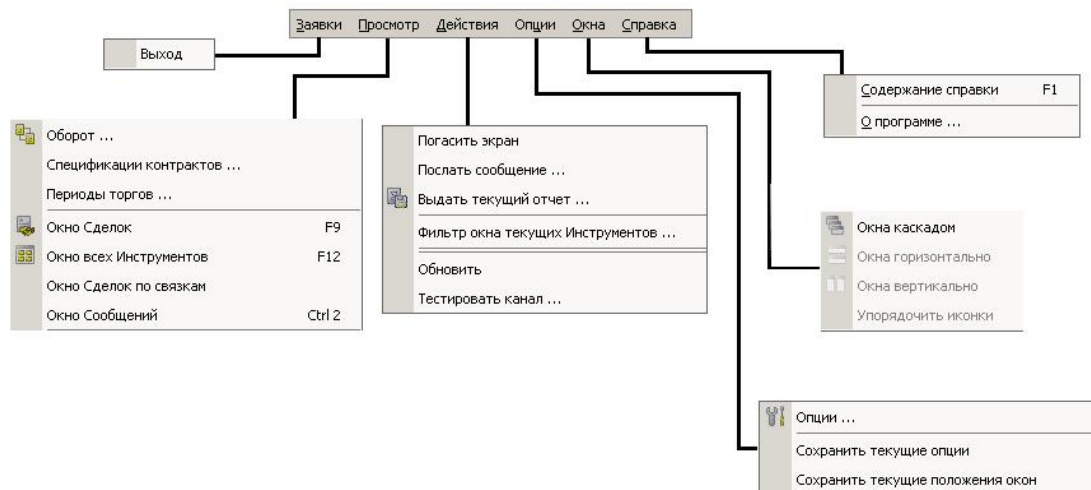 Заявки Просмотр Действия Опции Окна Справка
Выход
Оборот ...
Спецификации контрактов ...
Периоды торгов ...
Окно Сделок F9
Окно всех Инструментов F12
Окно Сделок по связкам
Окно Сообщений Ctrl 2
Погасить экран
Послать сообщение ...
Выдать текущий отчет ...
Фильтр окна текущих Инструментов ...
Обновить
Тестировать канал ...
Содержание справки F1
О программе ...
Окна каскадом
Окна горизонтально
Окна вертикально
Упорядочить иконки
Опции ...
Сохранить текущие опции
Сохранить текущие положения окон